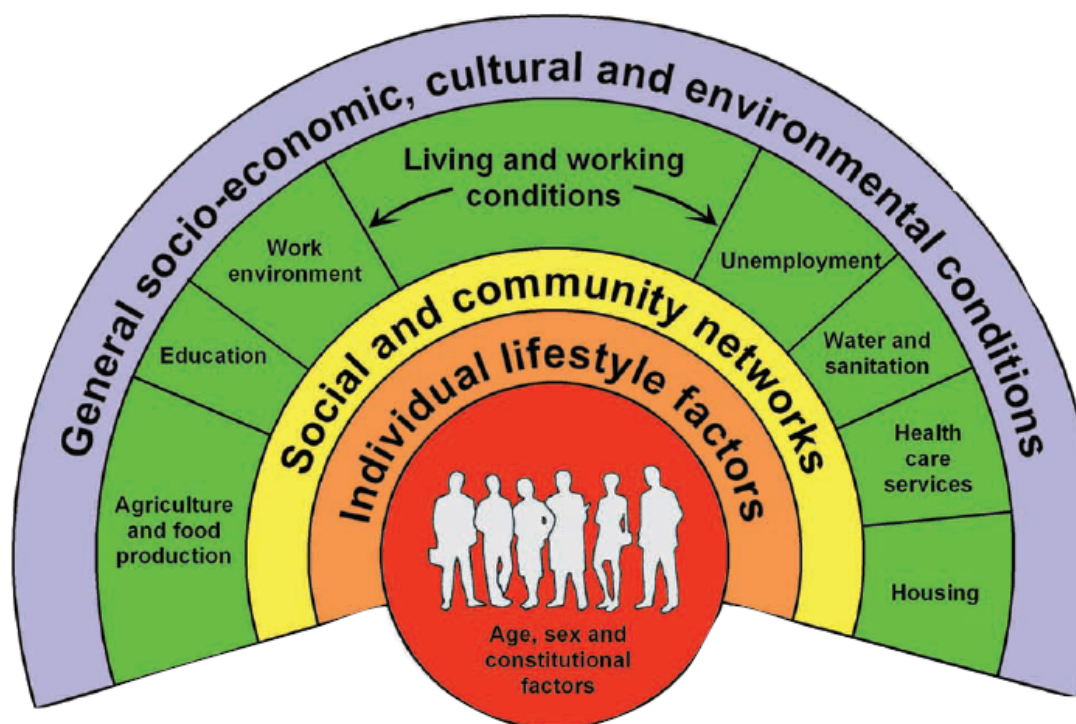 General socio-economic, cultural and environmental conditions
Living and working
conditions
Work
environment
Education
Agriculture
and food
production
Unemployment
Water and
sanitation
Health
care
services
Housing
Social and community networks
Individual lifestyle factors
Age, sex and
constitutional
factors